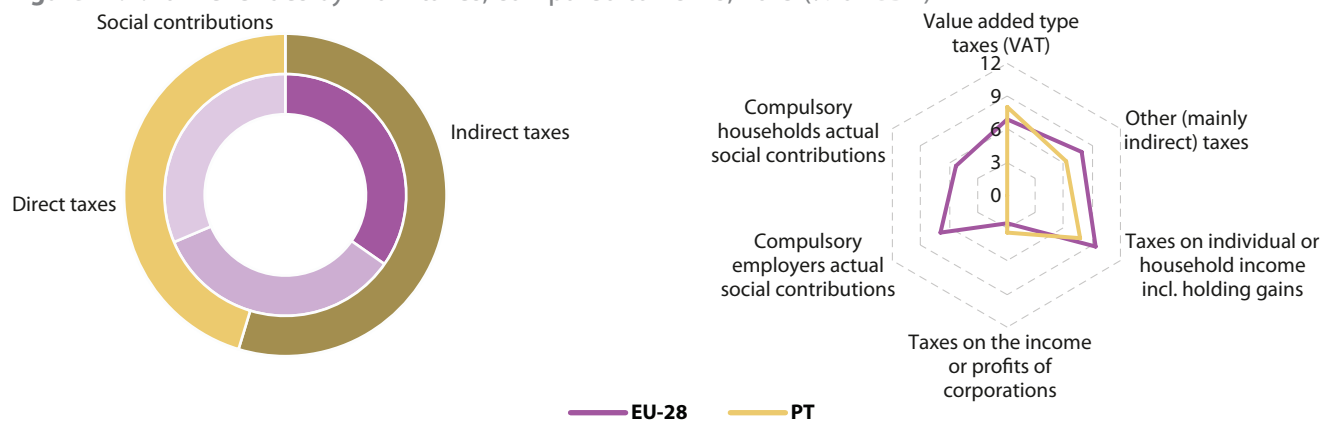 Social contributions
Indirect taxes
Direct taxes
Value added type
taxes (VAT)
12
9
6
3
0
Other (mainly
indirect) taxes
Taxes on individual or
household income
incl. holding gains
Taxes on the income
or profits of
corporations
Compulsory
employers actual
social contributions
Compulsory
households actual
social contributions
EU-28
PT